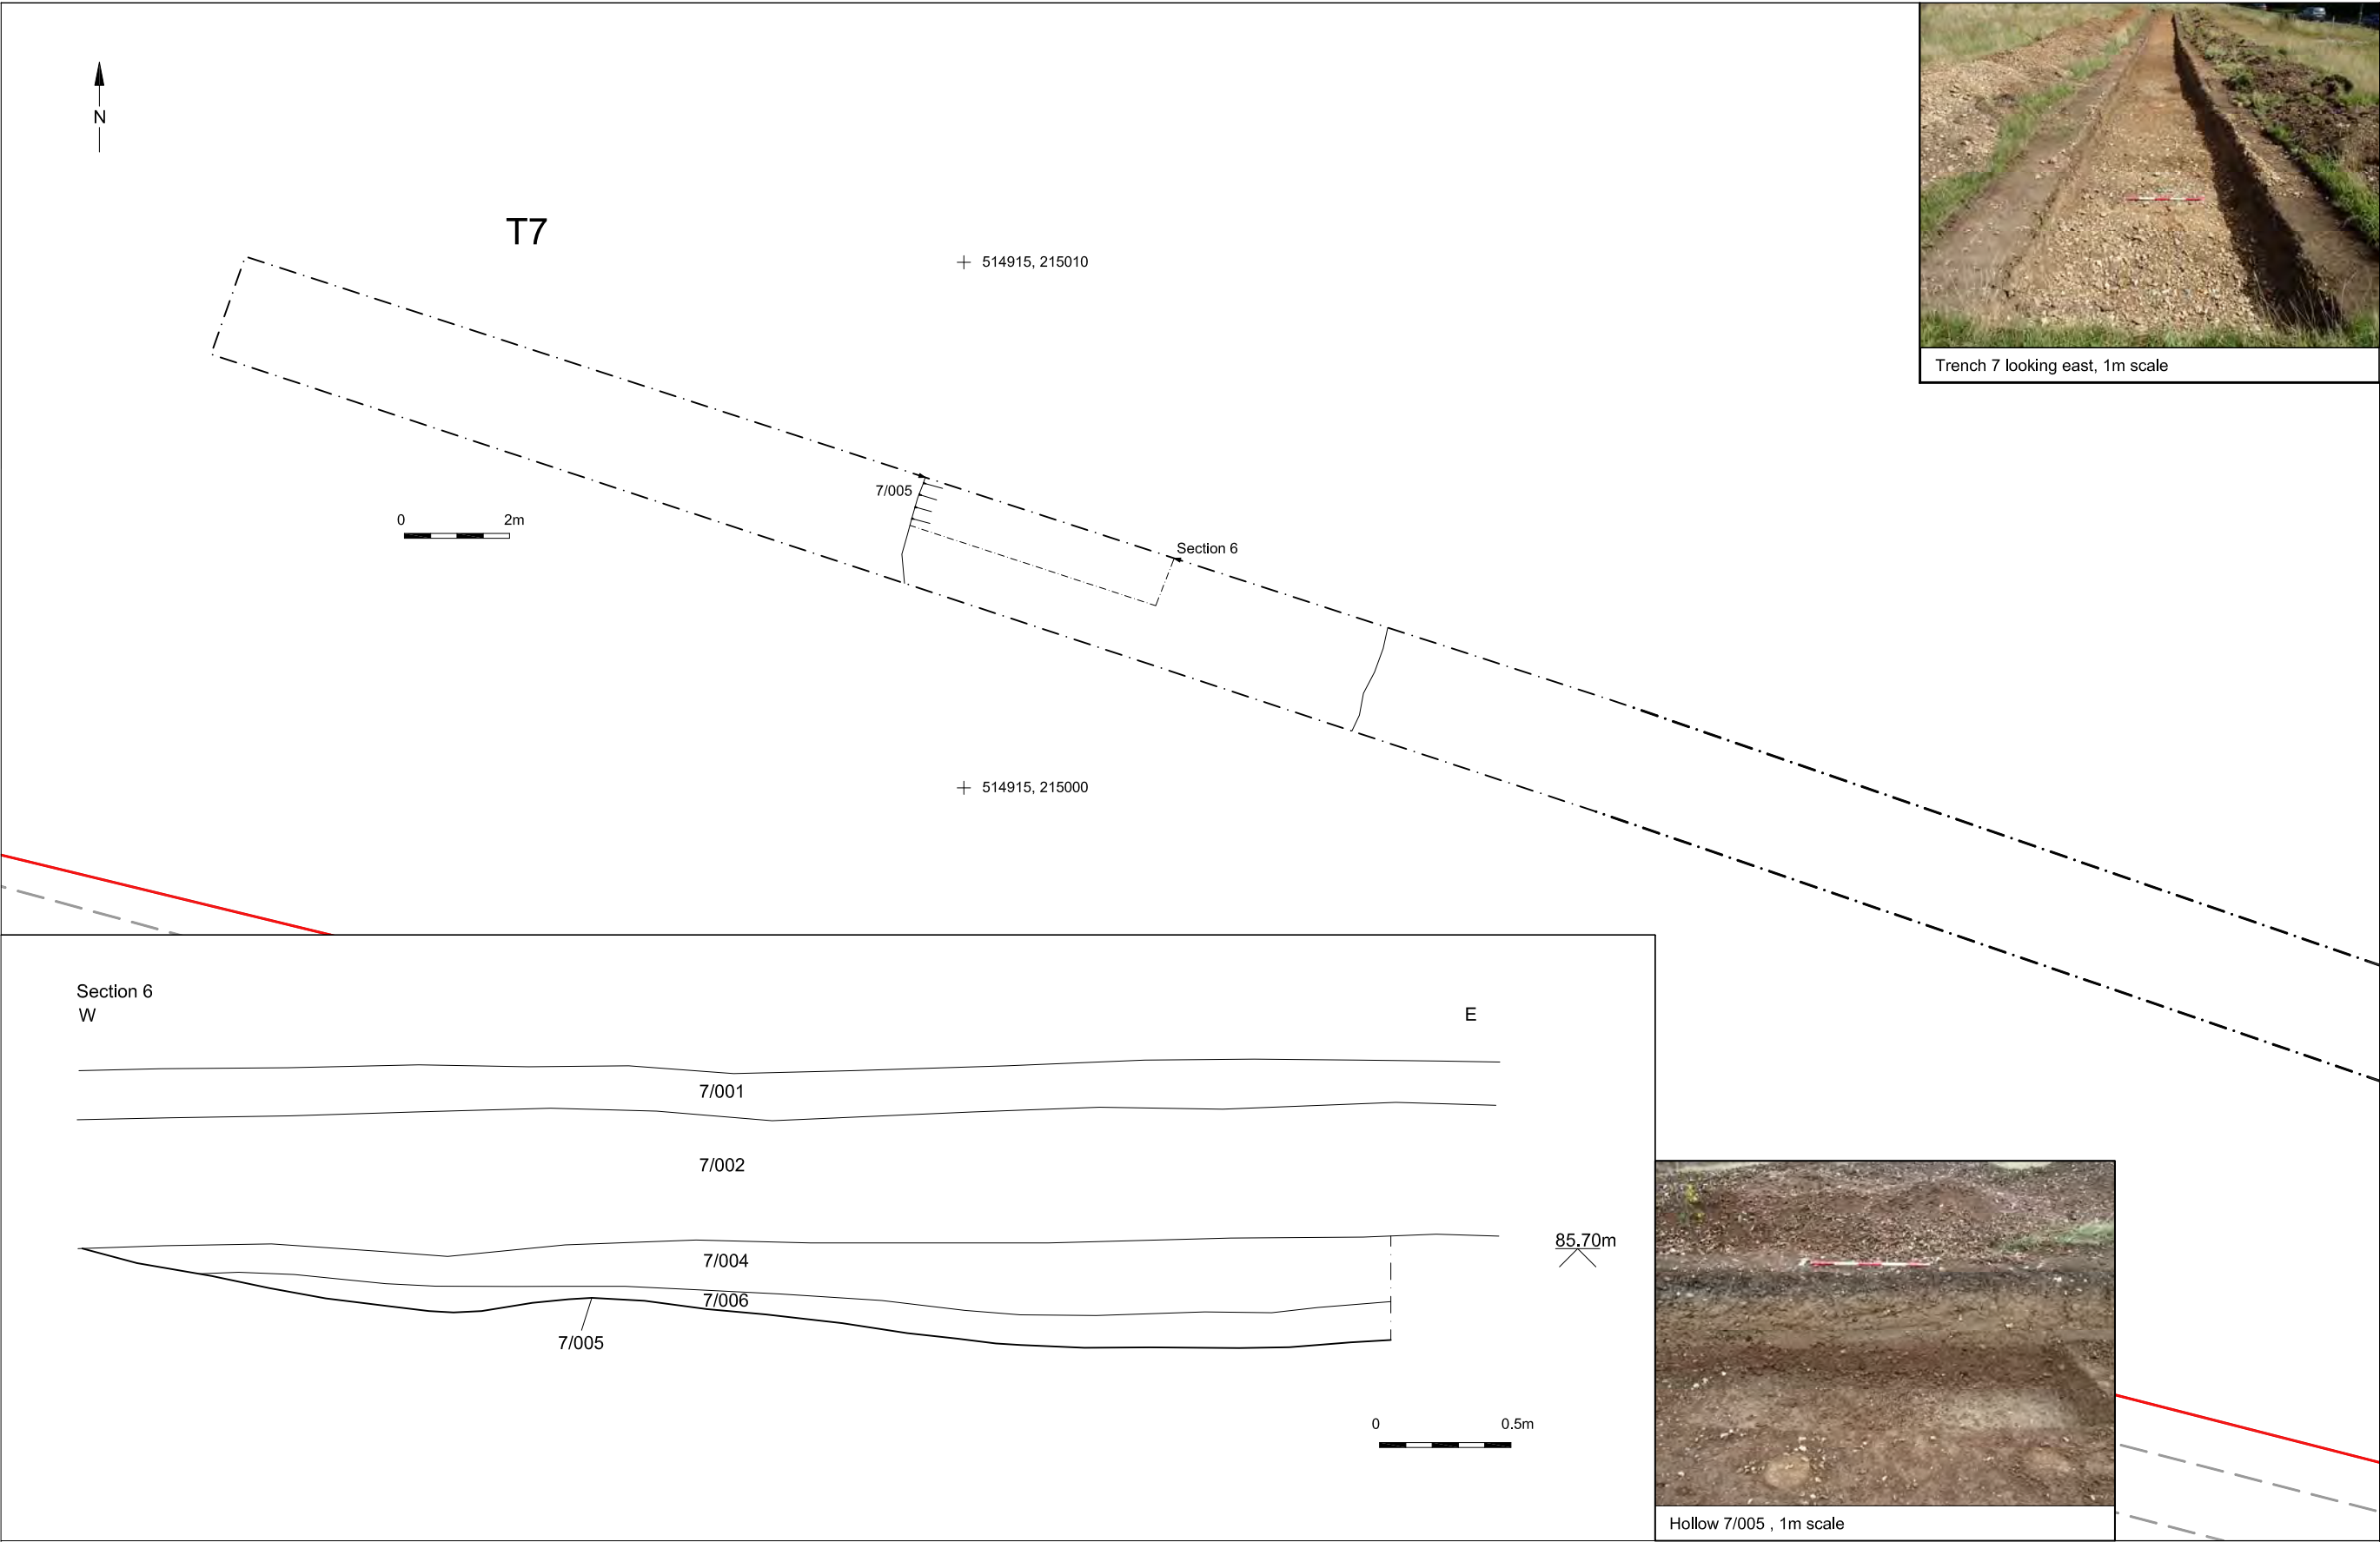 N
T7
514915, 215010
Trench 7 looking east, 1m scale
7/005
0 2m
Section 6
514915, 215000
Section 6
W E
7/001
7/002
85.70m
7/004
7/006
7/005
0 0.5m
Hollow 7/005 , 1m scale